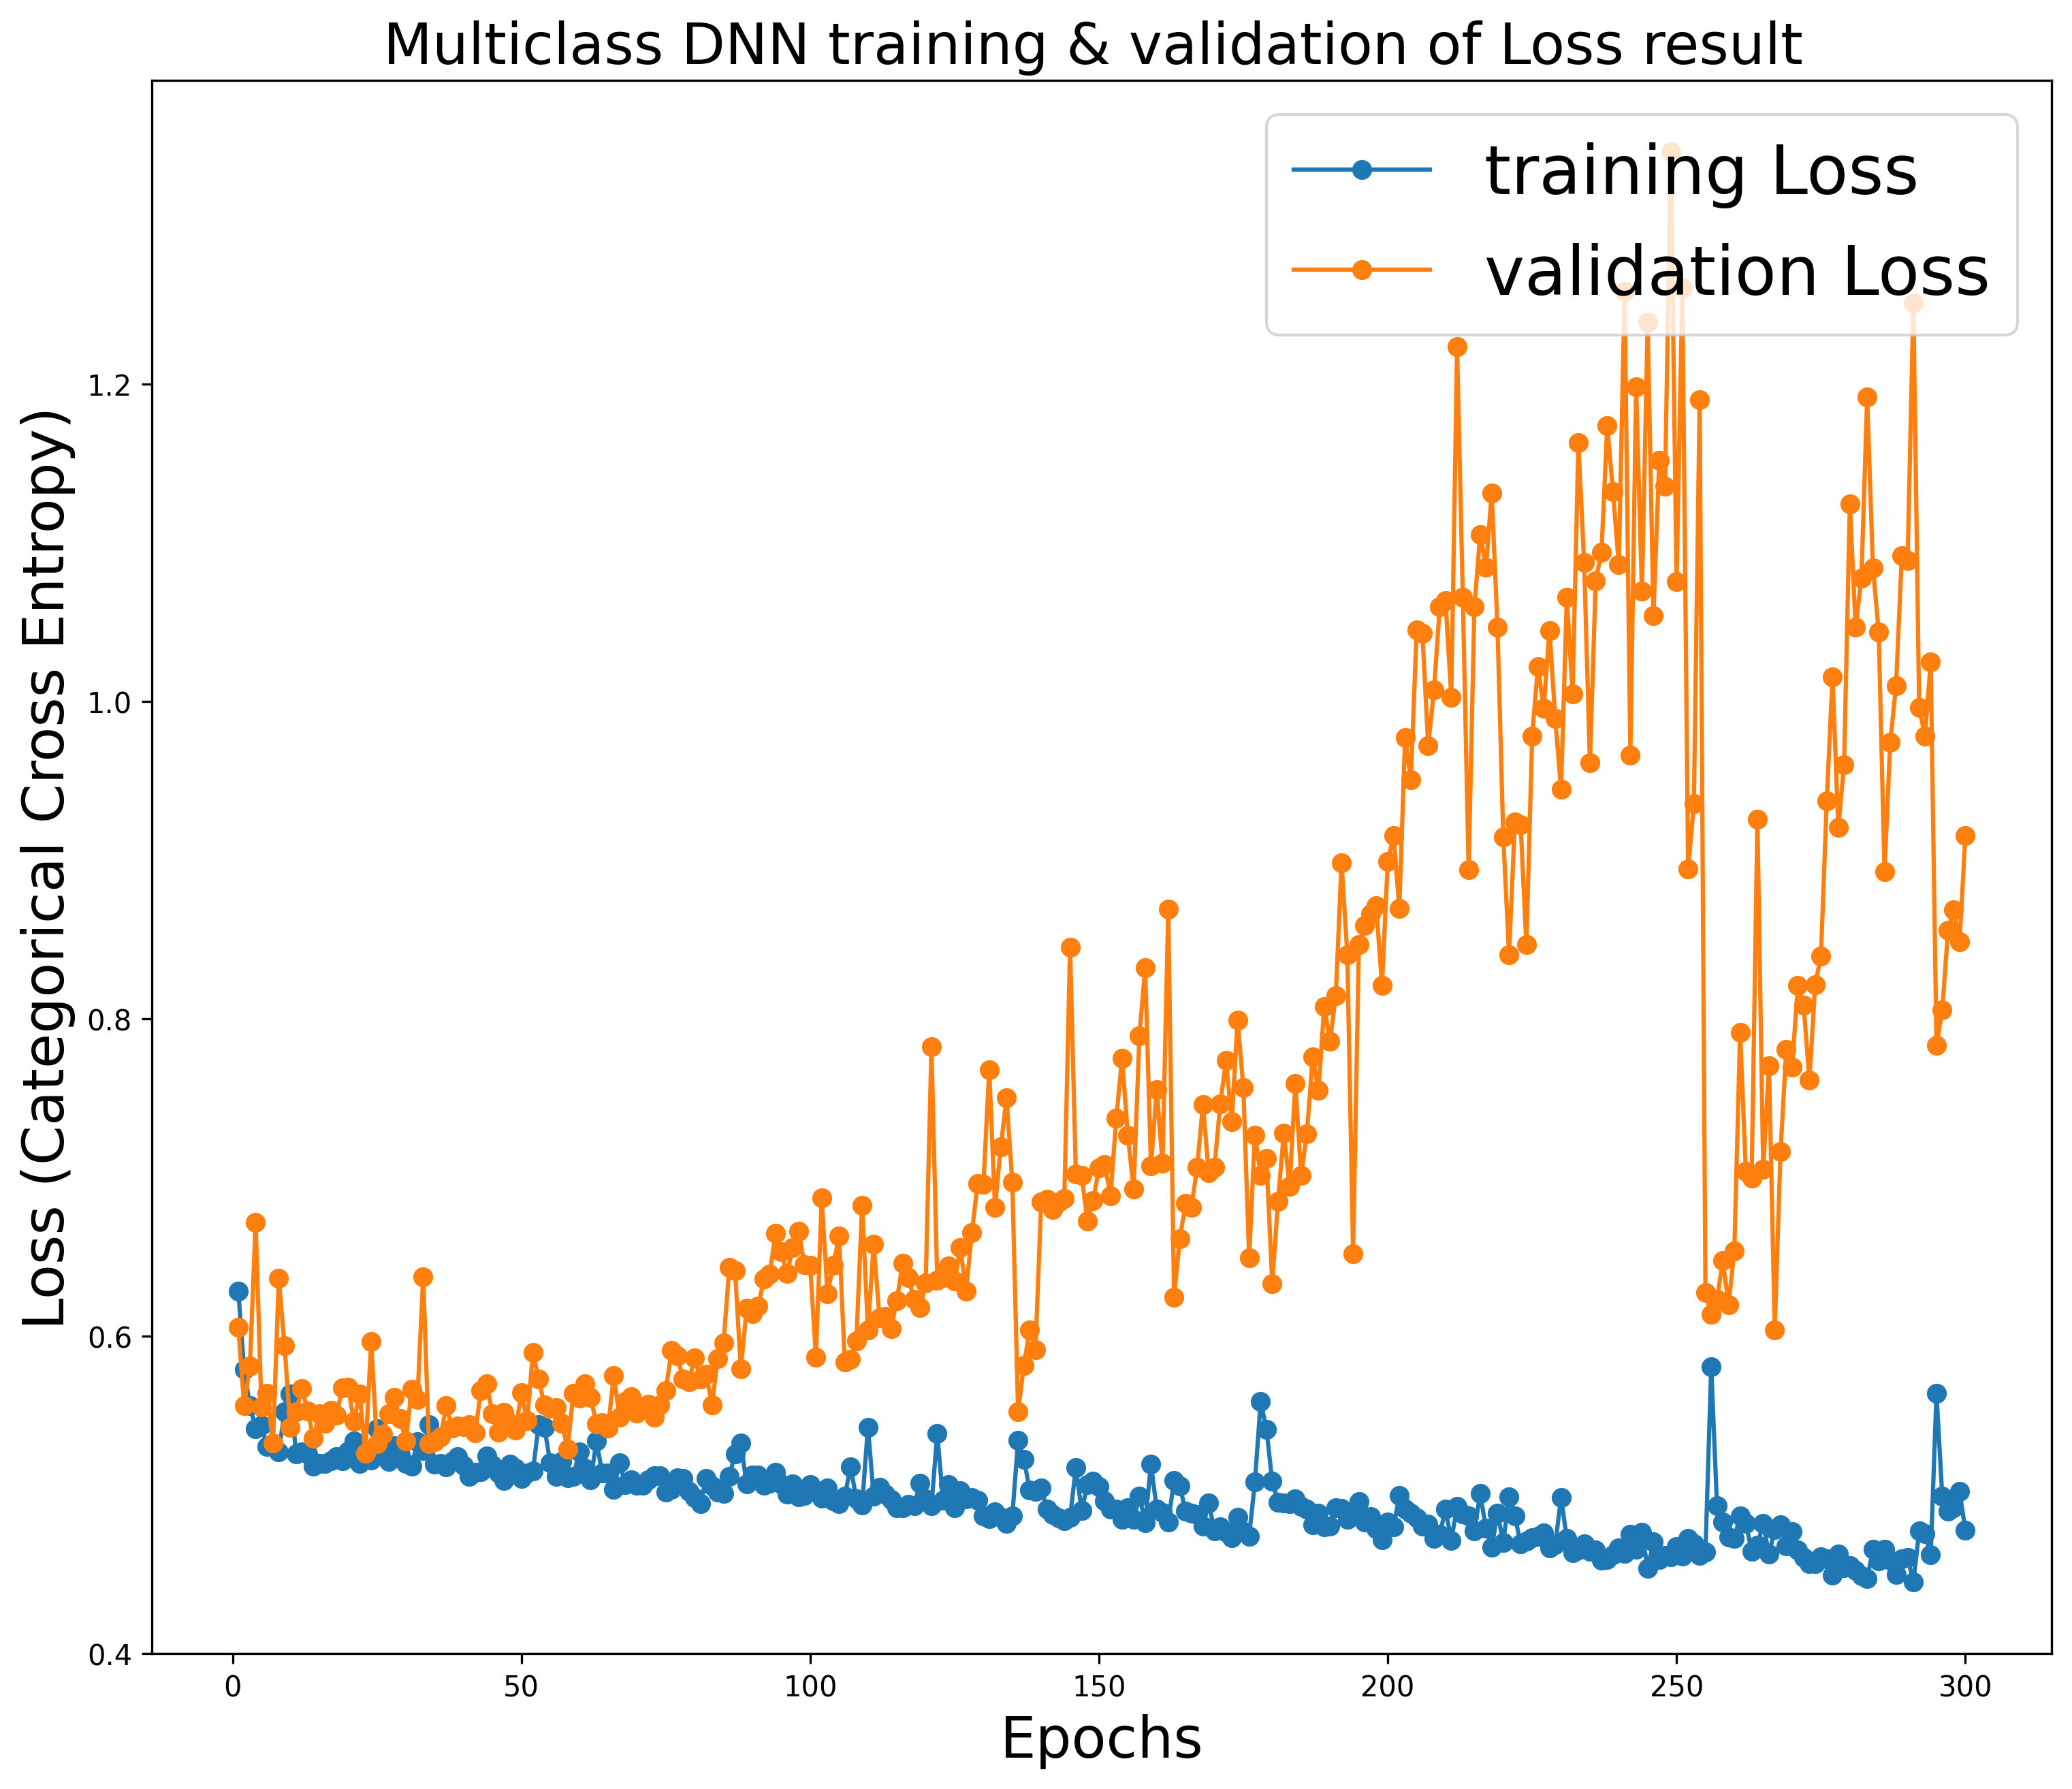 Multiclass DNN training & validation of Loss result
training Loss
validation Loss
Loss (Categorical Cross Entropy)
1.2
1.0
0.8
0.6
0.4
0 50 100 150 200 250 300
Epochs